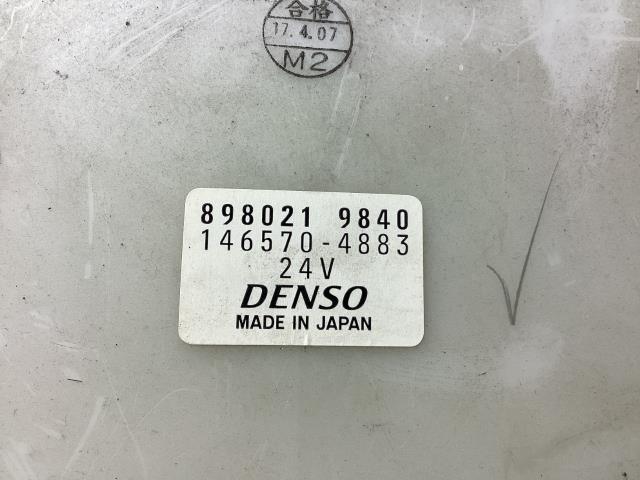 合格
17.4.07
M2
898021 9840
146570-4883
24V
DENSO
MADE IN JAPAN